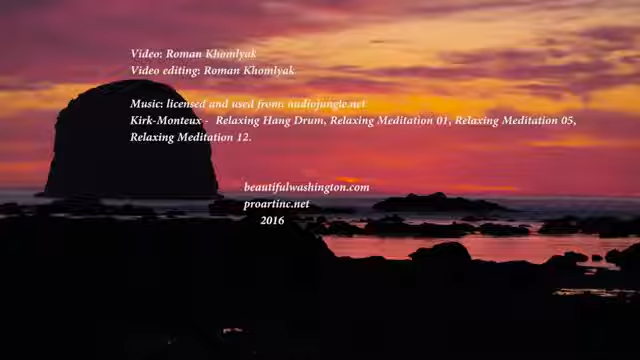 Video: Roman Khomlyak
Video editing: Roman Khomlyak
Music: licensed and used from: audiojungle.net
Kirk-Monteux - Relaxing Hang Drum, Relaxing Meditation 01, Relaxing Meditation 05,
Relaxing Meditation 12.
beautifulwashington.com
proartinc.net
2016